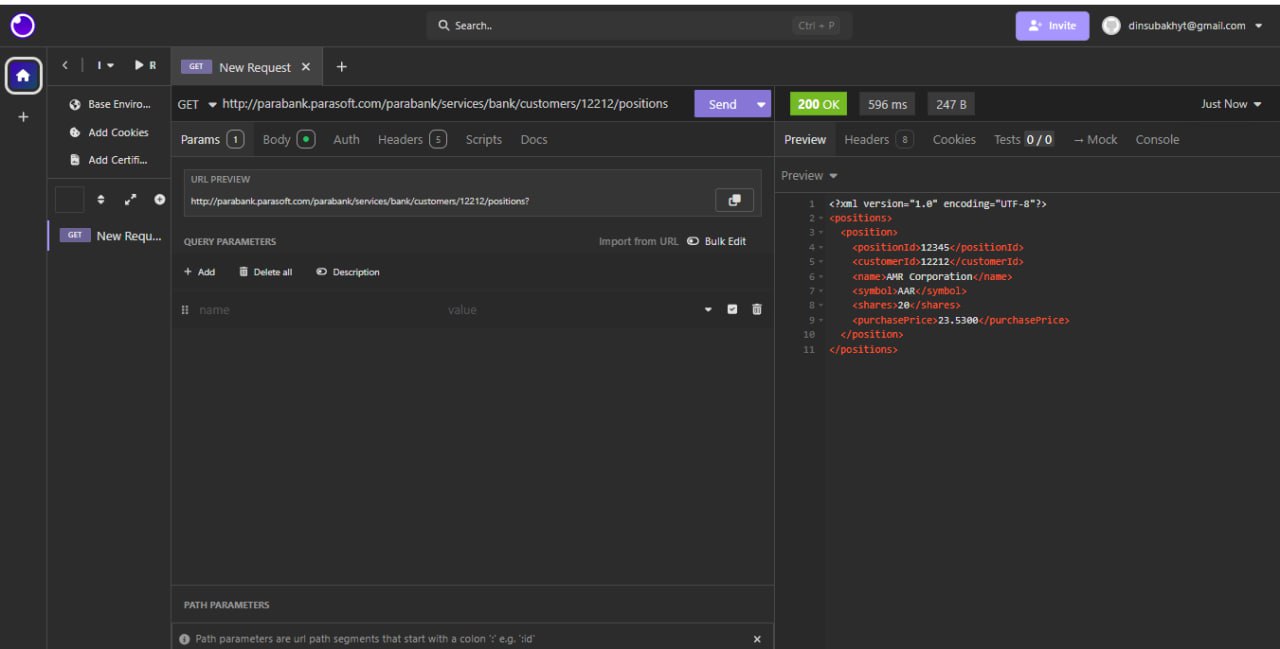 Search..
Ctrl + P
Invite
dinsubakhyt@gmail.com
I
R
GET New Request
Base Enviro...
Add Cookies
Add Certifi...
GET New Requ...
GET http://parabank.parasoft.com/parabank/services/bank/customers/12212/positions
Send
Params 1 Body Auth Headers 5 Scripts Docs
URL PREVIEW
http://parabank.parasoft.com/parabank/services/bank/customers/12212/positions?
QUERY PARAMETERS
Import from URL
Bulk Edit
+ Add
Delete all
Description
name
value
PATH PARAMETERS
Path parameters are url path segments that start with a colon ':' e.g. ':id'
200 OK
596 ms
247 B
Just Now
Preview Headers 8 Cookies Tests 0 / 0 → Mock Console
Preview
1 <?xml version="1.0" encoding="UTF-8"?>
2 <positions>
3 <position>
4 <positionId>12345</positionId>
5 <customerId>12212</customerId>
6 <name>AMR Corporation</name>
7 <symbol>AAR</symbol>
8 <shares>20</shares>
9 <purchasePrice>23.5300</purchasePrice>
10 </position>
11 </positions>